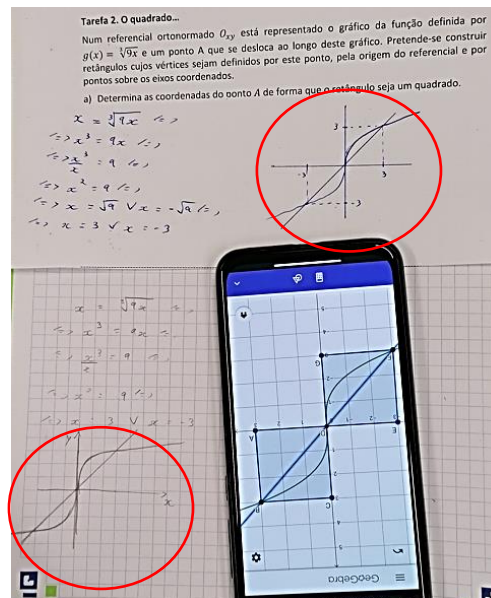 Tarefa 2. O quadrado...
Num referencial ortonormado Oxy está representado o gráfico da função definida por
g(x) = ∛9x e um ponto A que se desloca ao longo deste gráfico. Pretende-se construir
retângulos cujos vértices sejam definidos por este ponto, pela origem do referencial e por
pontos sobre os eixos coordenados.
a) Determina as coordenadas do ponto A de forma que o retângulo seja um quadrado.
x = ∛9x (=)
(=) x³ = 9x (=)
(=) x³/x = 9 (=)
(=) x² = 9 (=)
(=) x = √9 ∨ x = -√9 (=)
(=) x = 3 ∨ x = -3
3
-3
3
-3
x = ∛9x (=)
(=) x³ = 9x (=)
(=) x³/x = 9 (=)
(=) x² = 9 (=)
(=) x = 3 ∨ x = -3
y
x
GeoGebra